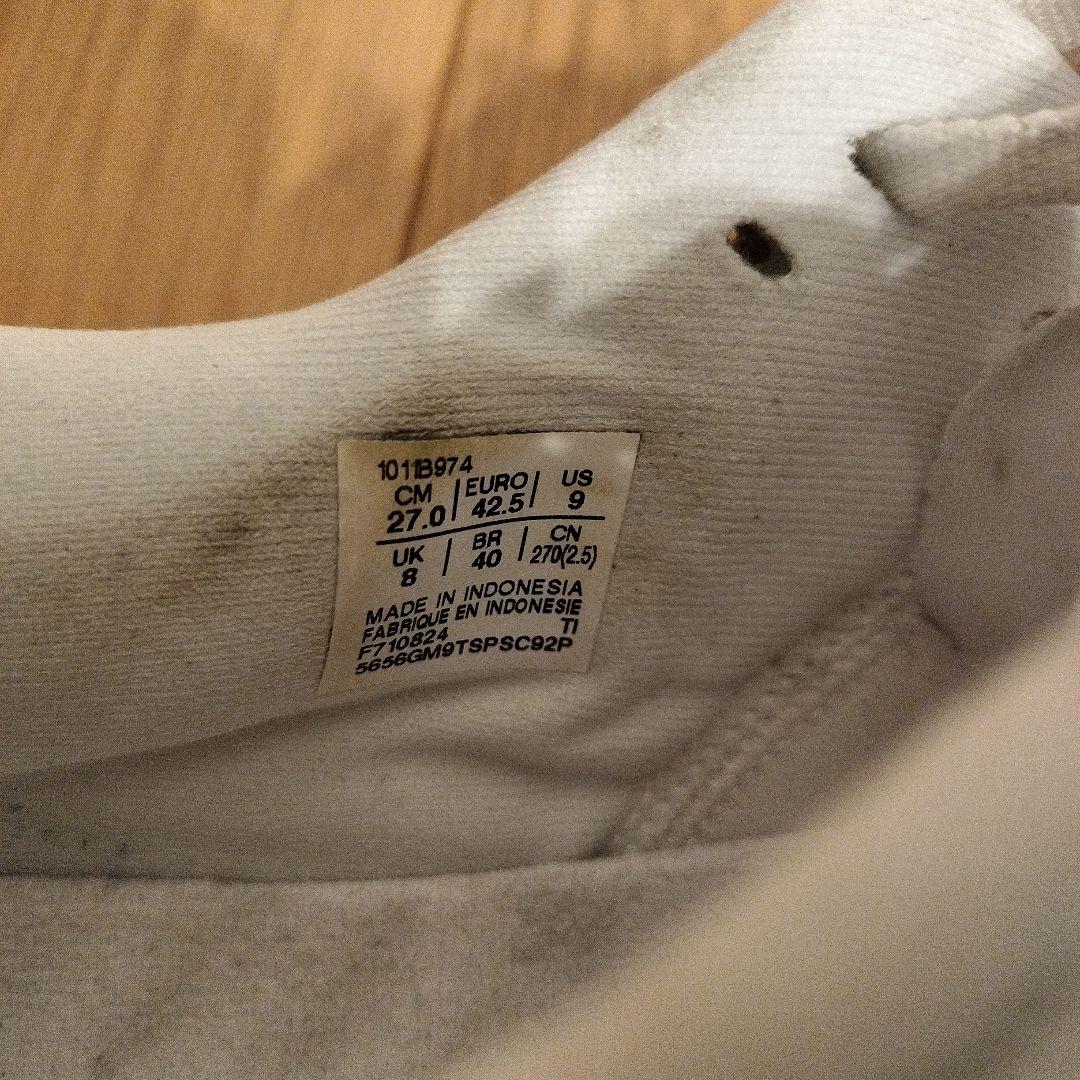 1011B974
CM | EURO | US
27.0 | 42.5 | 9
UK | BR | CN
8 | 40 | 270(2.5)
MADE IN INDONESIA
FABRIQUE EN INDONESIE
F710824 TI
5656GM9TSPSC92P